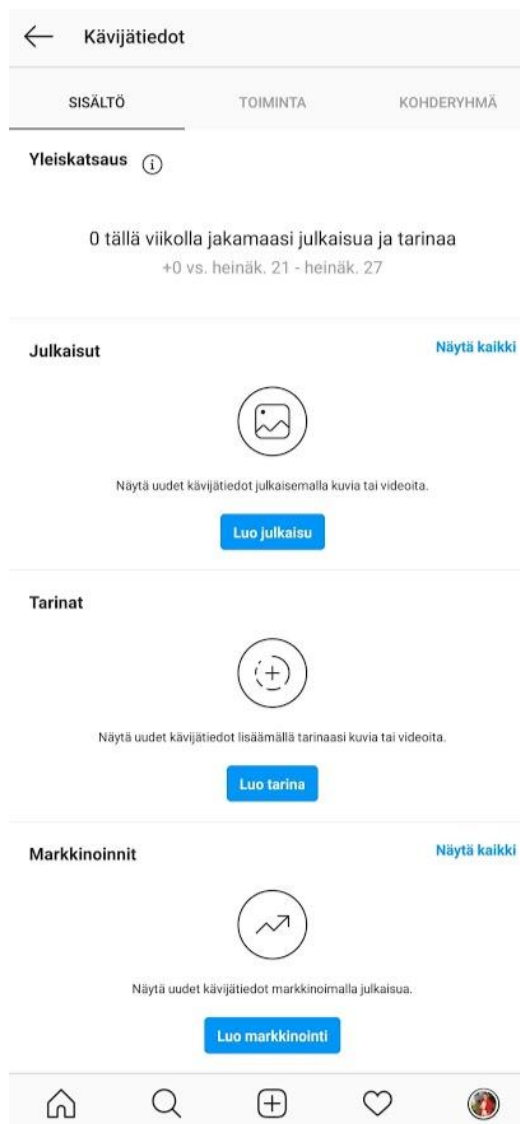 Kävijätiedot
SISÄLTÖ TOIMINTA KOHDERYHMÄ
Yleiskatsaus
0 tällä viikolla jakamaasi julkaisua ja tarinaa
+0 vs. heinäk. 21 - heinäk. 27
Julkaisut Näytä kaikki
Näytä uudet kävijätiedot julkaisemalla kuvia tai videoita.
Luo julkaisu
Tarinat
Näytä uudet kävijätiedot lisäämällä tarinaasi kuvia tai videoita.
Luo tarina
Markkinoinnit Näytä kaikki
Näytä uudet kävijätiedot markkinoimalla julkaisua.
Luo markkinointi